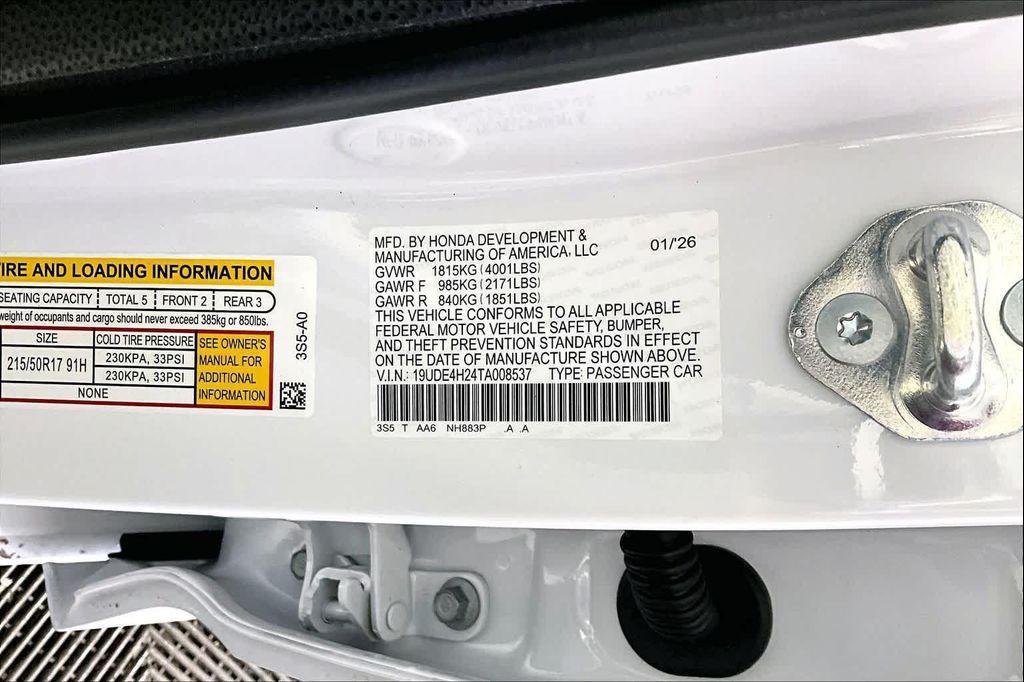 TIRE AND LOADING INFORMATION
SEATING CAPACITY TOTAL 5 FRONT 2 REAR 3
weight of occupants and cargo should never exceed 385kg or 850lbs.
SIZE COLD TIRE PRESSURE SEE OWNER'S
215/50R17 91H 230KPA, 33PSI MANUAL FOR
230KPA, 33PSI ADDITIONAL
NONE INFORMATION
3S5-A0
MFD. BY HONDA DEVELOPMENT &
MANUFACTURING OF AMERICA, LLC 01/'26
GVWR 1815KG (4001LBS)
GAWR F 985KG (2171LBS)
GAWR R 840KG (1851LBS)
THIS VEHICLE CONFORMS TO ALL APPLICABLE
FEDERAL MOTOR VEHICLE SAFETY, BUMPER,
AND THEFT PREVENTION STANDARDS IN EFFECT
ON THE DATE OF MANUFACTURE SHOWN ABOVE.
V.I.N.: 19UDE4H24TA008537 TYPE: PASSENGER CAR
3S5 T AA6 NH883P .A .A